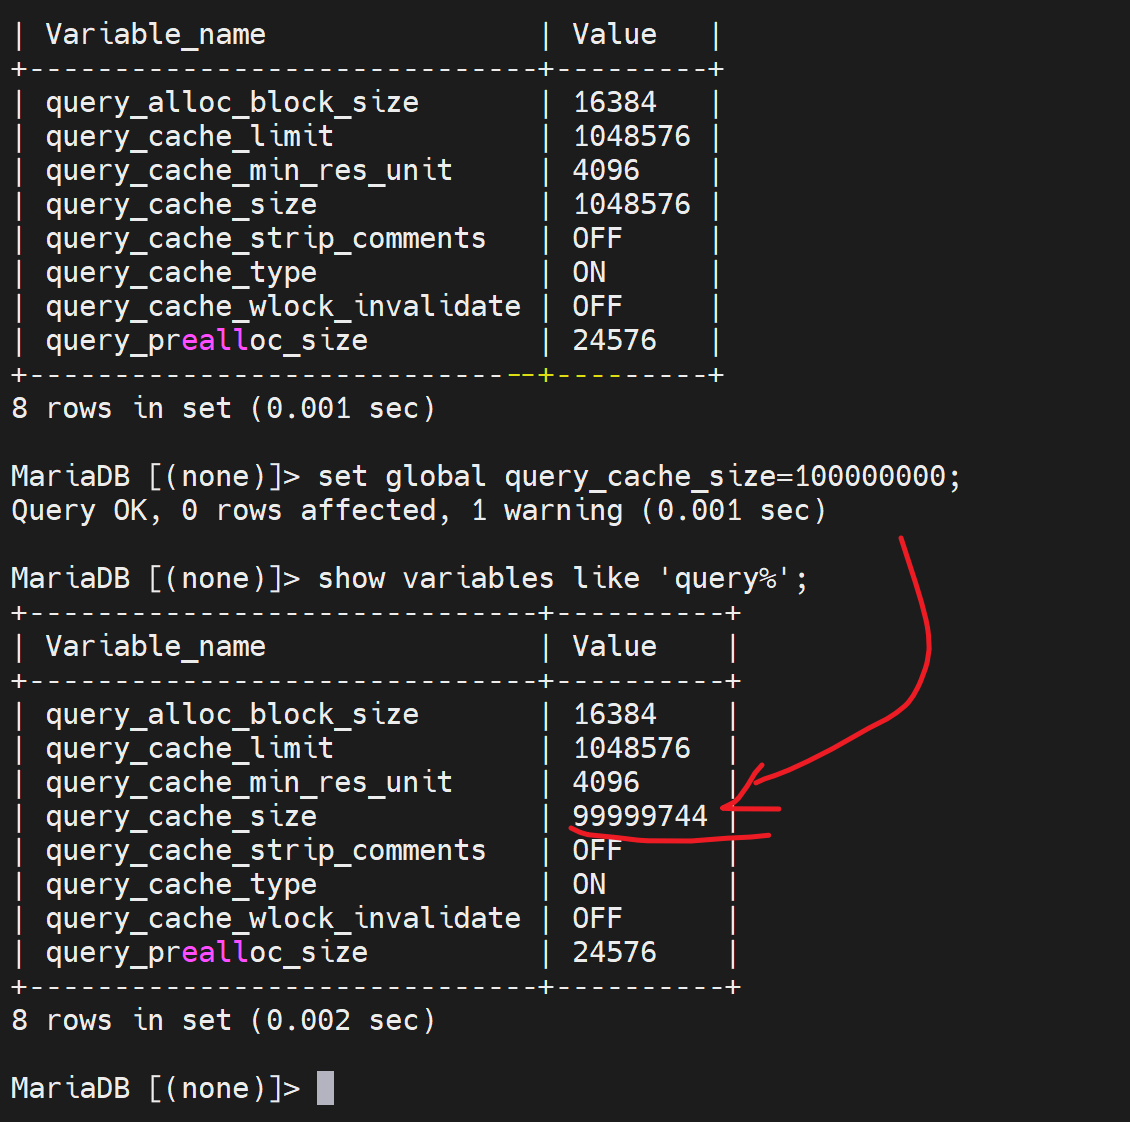 | Variable_name                | Value   |
+------------------------------+---------+
| query_alloc_block_size       | 16384   |
| query_cache_limit            | 1048576 |
| query_cache_min_res_unit     | 4096    |
| query_cache_size             | 1048576 |
| query_cache_strip_comments   | OFF     |
| query_cache_type             | ON      |
| query_cache_wlock_invalidate | OFF     |
| query_prealloc_size          | 24576   |
+------------------------------+---------+
8 rows in set (0.001 sec)

MariaDB [(none)]> set global query_cache_size=100000000;
Query OK, 0 rows affected, 1 warning (0.001 sec)

MariaDB [(none)]> show variables like 'query%';
+------------------------------+----------+
| Variable_name                | Value    |
+------------------------------+----------+
| query_alloc_block_size       | 16384    |
| query_cache_limit            | 1048576  |
| query_cache_min_res_unit     | 4096     |
| query_cache_size             | 99999744 |
| query_cache_strip_comments   | OFF      |
| query_cache_type             | ON       |
| query_cache_wlock_invalidate | OFF      |
| query_prealloc_size          | 24576    |
+------------------------------+----------+
8 rows in set (0.002 sec)

MariaDB [(none)]>